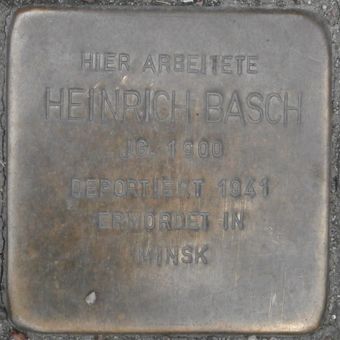 HIER ARBEITETE
HEINRICH BASCH
JG. 1900
DEPORTIERT 1941
ERMORDET IN
MINSK